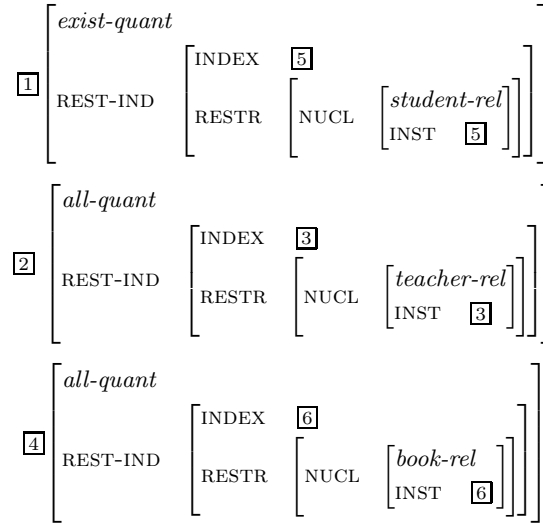 exist-quant
INDEX 5
1
REST-IND
RESTR NUCL student-rel
INST 5
all-quant
INDEX 3
2
REST-IND
RESTR NUCL teacher-rel
INST 3
all-quant
INDEX 6
4
REST-IND
RESTR NUCL book-rel
INST 6